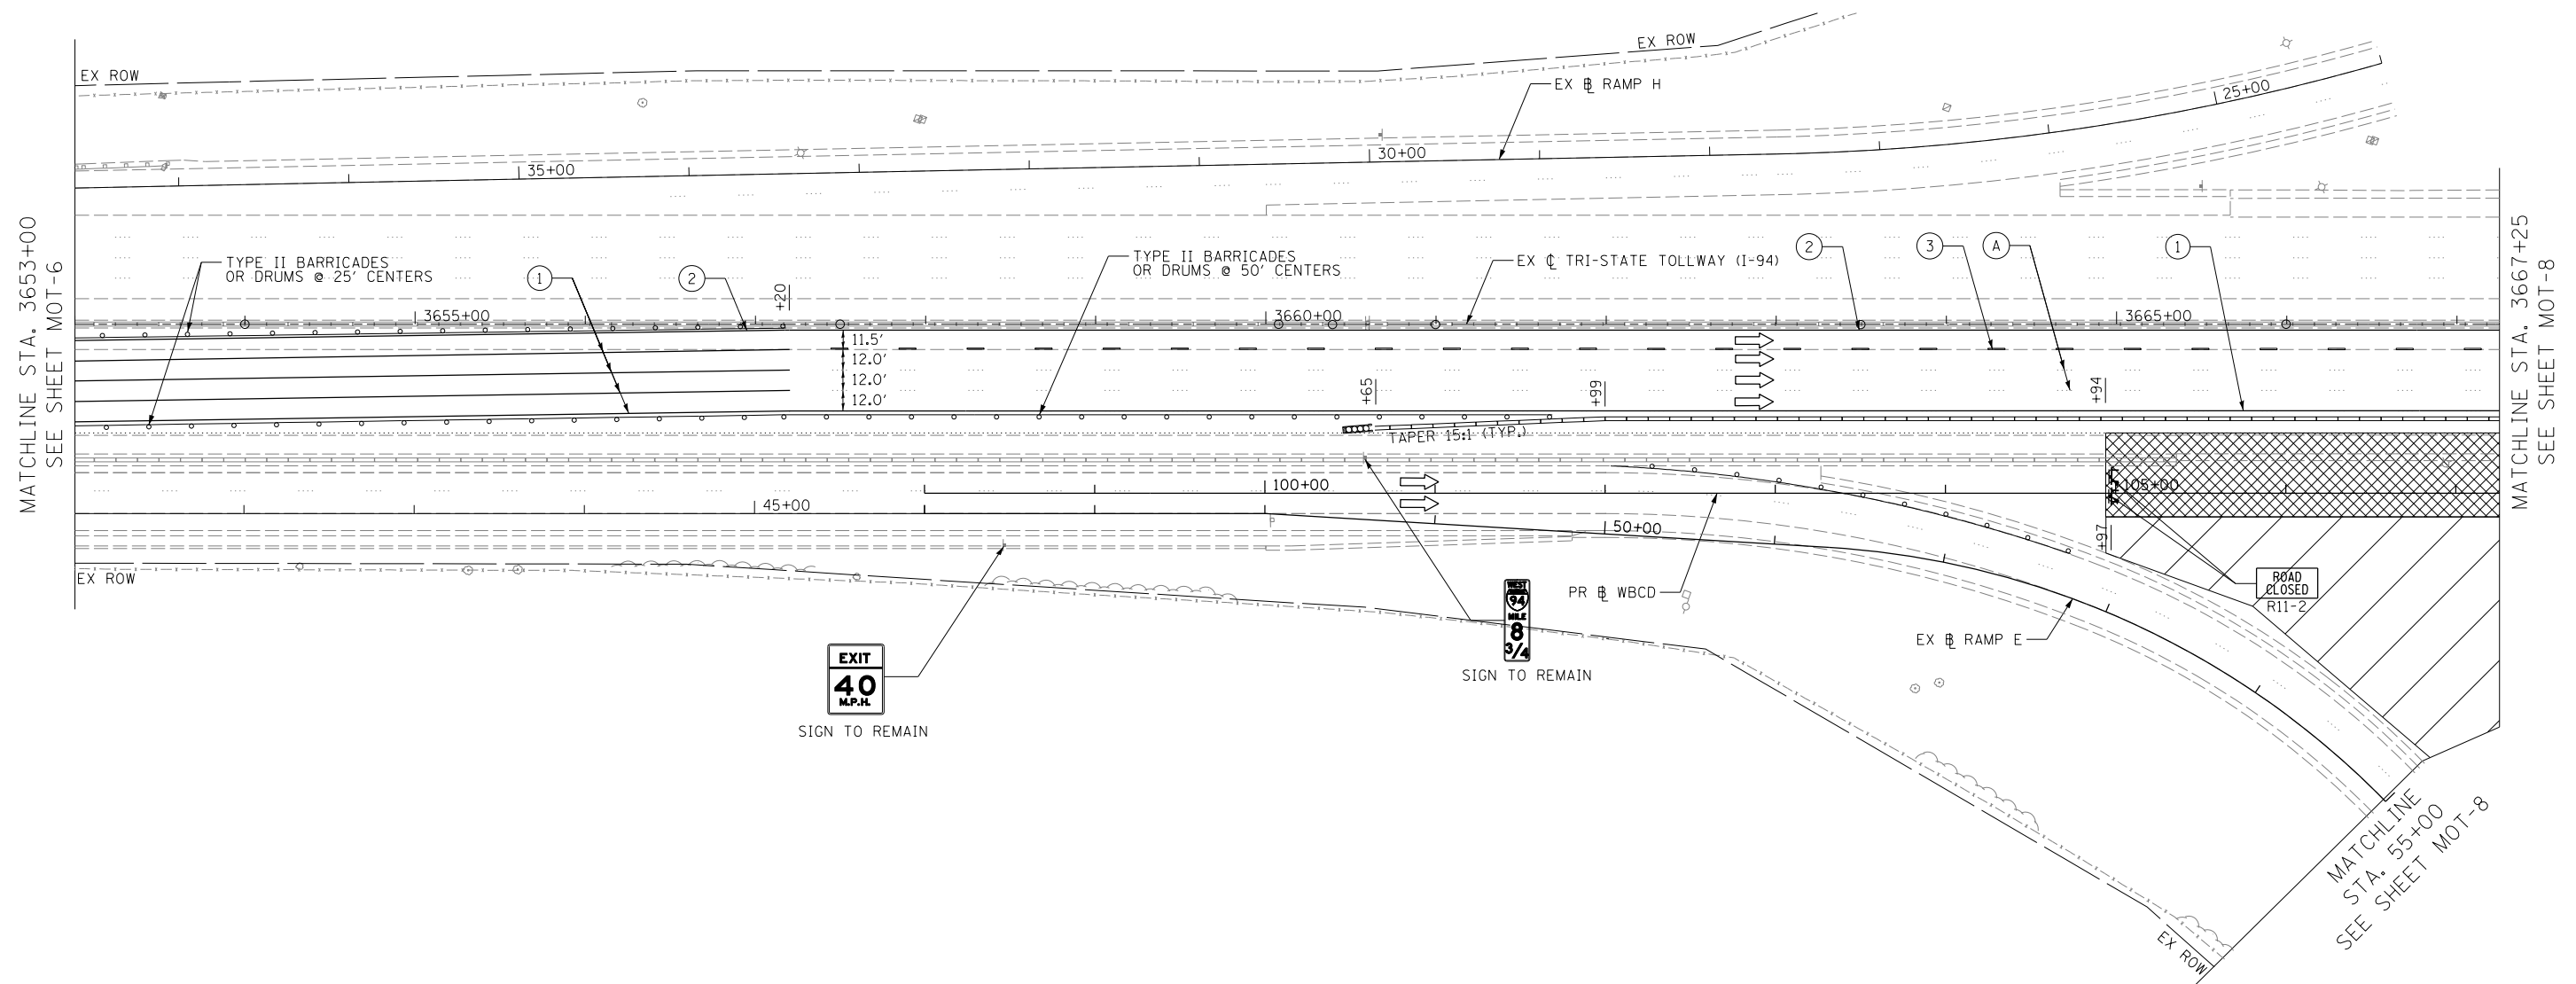 EX ROW
EX ROW
EX ⅊ RAMP H
25+00
30+00
35+00
MATCHLINE STA. 3653+00
SEE SHEET MOT-6
TYPE II BARRICADES
OR DRUMS @ 25' CENTERS
1
2
+20
TYPE II BARRICADES
OR DRUMS @ 50' CENTERS
EX ℄ TRI-STATE TOLLWAY (I-94)
2
3
A
1
MATCHLINE STA. 3667+25
SEE SHEET MOT-8
3655+00
3660+00
3665+00
11.5'
12.0'
12.0'
12.0'
+65
+99
+94
TAPER 15:1 (TYP.)
100+00
105+00
45+00
50+00
+97
EX ROW
ROAD
CLOSED
R11-2
WEST
94
MILE
8
3/4
SIGN TO REMAIN
PR ⅊ WBCD
EX ⅊ RAMP E
EXIT
40
M.P.H.
SIGN TO REMAIN
MATCHLINE
STA. 55+00
SEE SHEET MOT-8
EX ROW